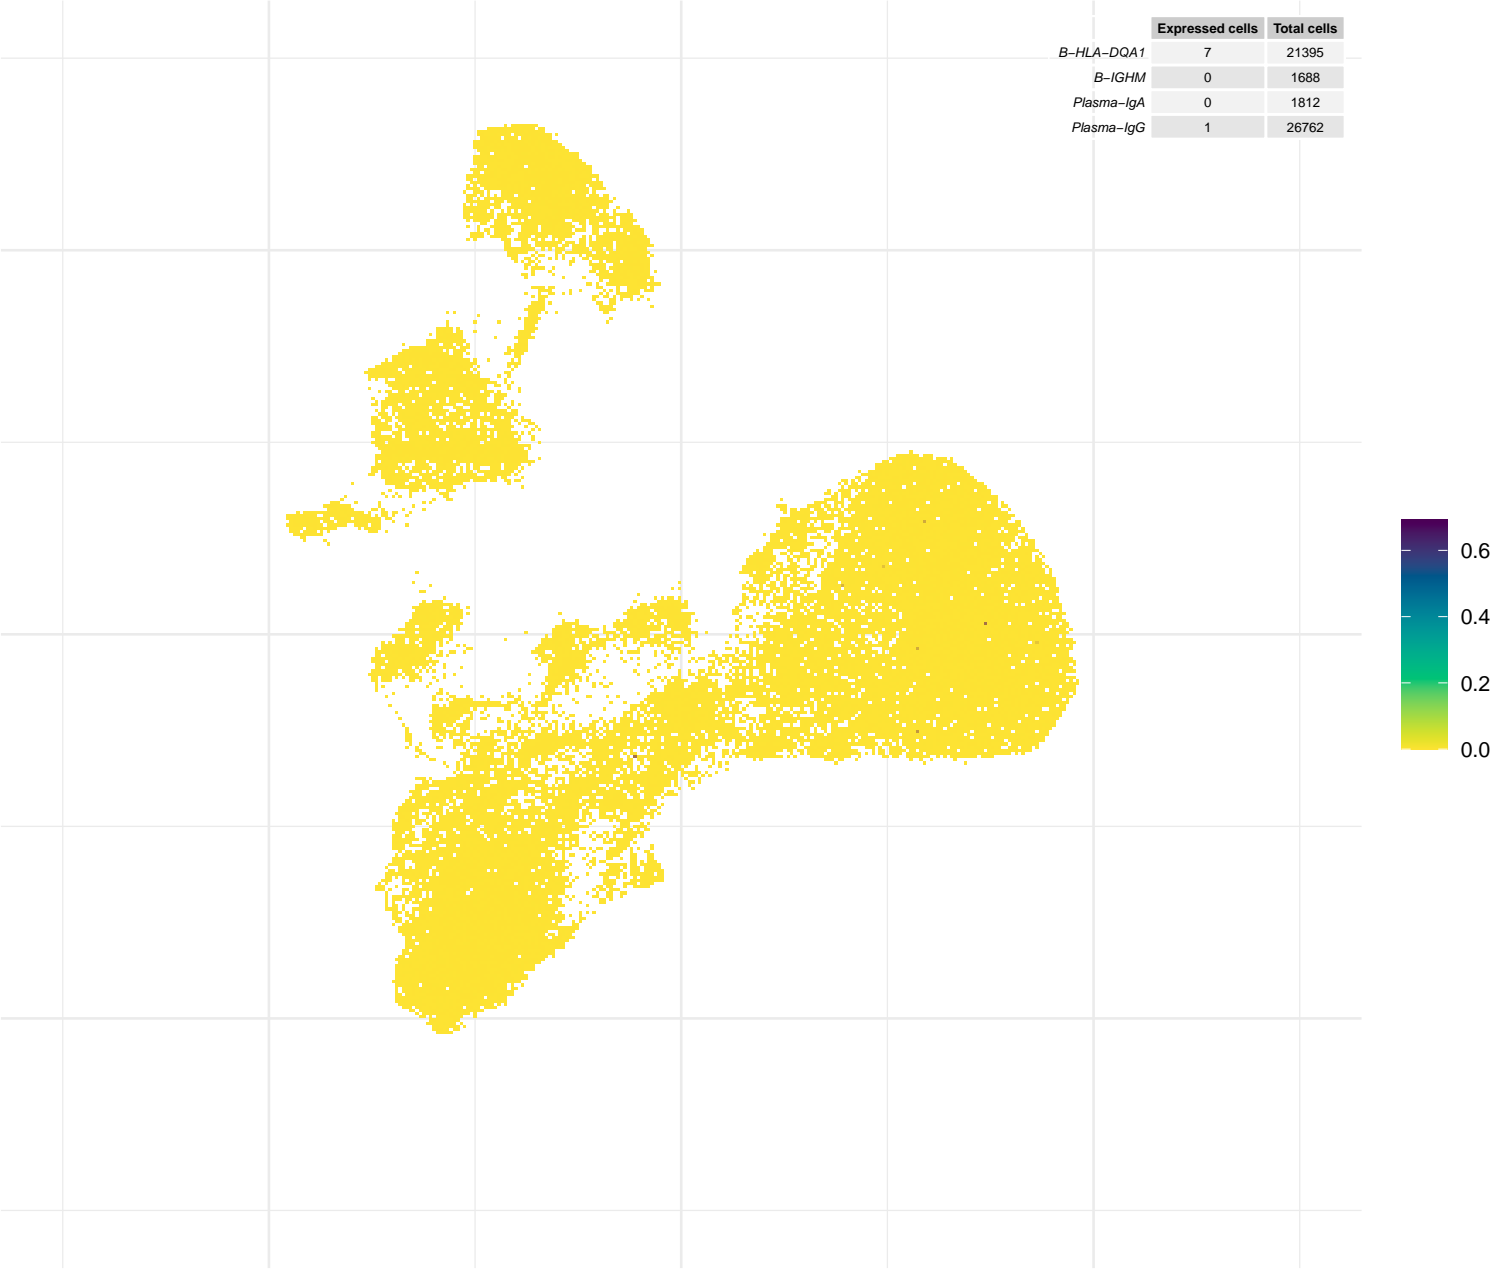 Expressed cells Total cells
B−HLA−DQA1 7 21395
B−IGHM 0 1688
Plasma−IgA 0 1812
Plasma−IgG 1 26762
0.6
0.4
0.2
0.0